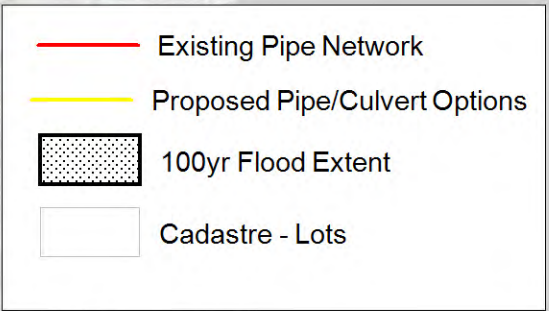 Existing Pipe Network
Proposed Pipe/Culvert Options
100yr Flood Extent
Cadastre - Lots